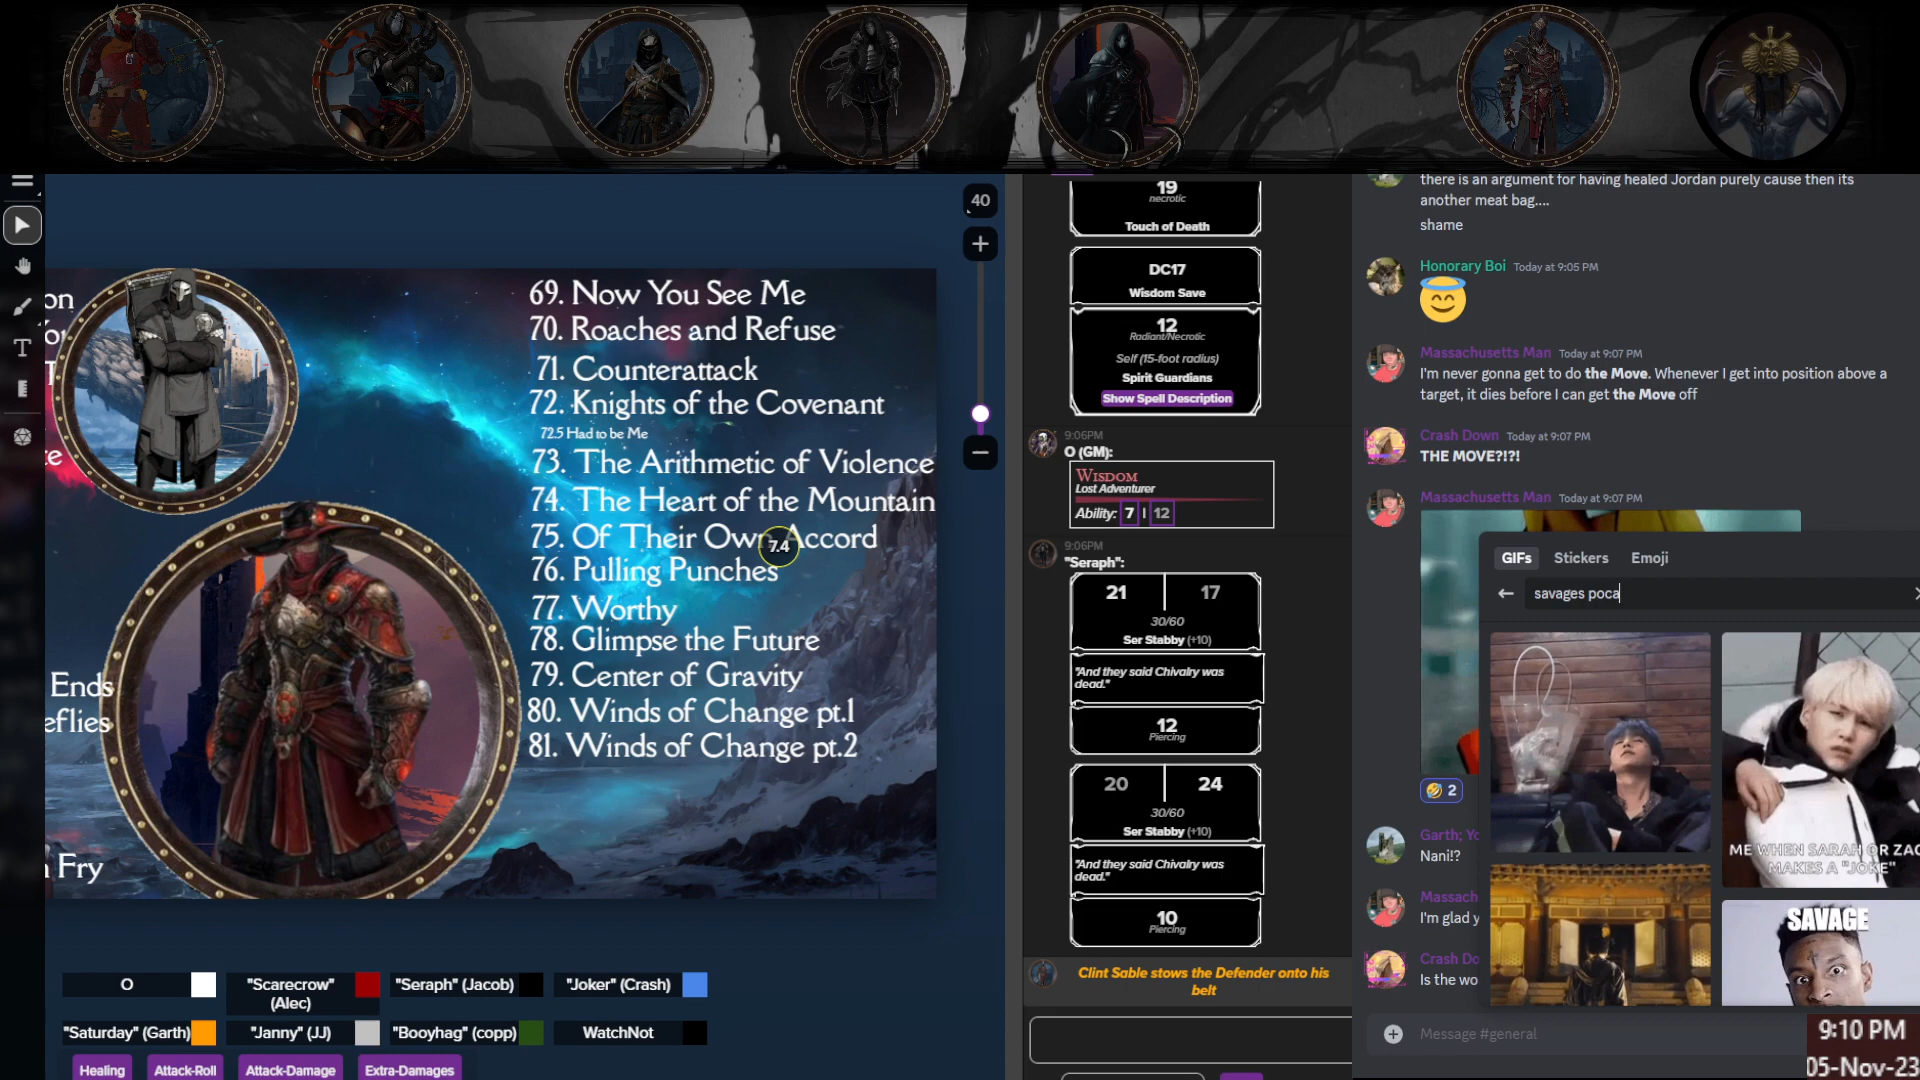 40
on
You
T
te
Ends
eflies
Fry
69. Now You See Me
70. Roaches and Refuse
71. Counterattack
72. Knights of the Covenant
72.5 Had to be Me
73. The Arithmetic of Violence
74. The Heart of the Mountain
75. Of Their Own Accord
7.4
76. Pulling Punches
77. Worthy
78. Glimpse the Future
79. Center of Gravity
80. Winds of Change pt.1
81. Winds of Change pt.2
O
"Scarecrow" (Alec)
"Seraph" (Jacob)
"Joker" (Crash)
"Saturday" (Garth)
"Janny" (JJ)
"Booyhag" (copp)
WatchNot
Healing
Attack-Roll
Attack-Damage
Extra-Damages
19
necrotic
Touch of Death
DC17
Wisdom Save
12
Radiant/Necrotic
Self (15-foot radius)
Spirit Guardians
Show Spell Description
9:06PM
O (GM):
Wisdom
Lost Adventurer
Ability: 7 | 12
9:06PM
"Seraph":
21 17
30/60
Ser Stabby (+10)
"And they said Chivalry was
dead."
12
Piercing
20 24
30/60
Ser Stabby (+10)
"And they said Chivalry was
dead."
10
Piercing
Clint Sable stows the Defender onto his
belt
there is an argument for having healed Jordan purely cause then its
another meat bag....
shame
Honorary Boi Today at 9:05 PM
Massachusetts Man Today at 9:07 PM
I'm never gonna get to do the Move. Whenever I get into position above a
target, it dies before I can get the Move off
Crash Down Today at 9:07 PM
THE MOVE?!?!
Massachusetts Man Today at 9:07 PM
GIFs Stickers Emoji
savages poca
ME WHEN SARAH OR ZAC
MAKES A "JOKE"
SAVAGE
2
Garth; Yo
Nani!?
Massach
I'm glad y
Crash Do
Is the wo
Message #general
9:10 PM
05-Nov-23